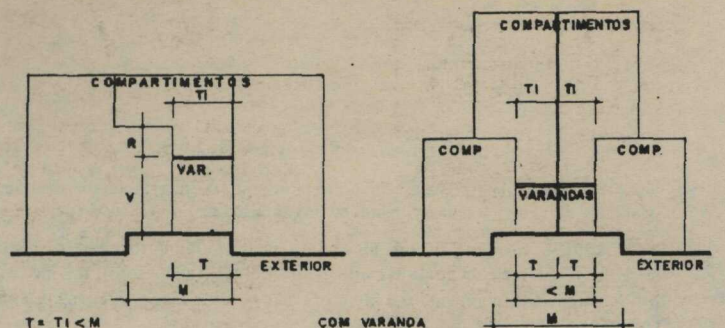 COMPARTIMENTOS
TI
R
VAR.
V
T
EXTERIOR
M
T = TI < M
COMPARTIMENTOS
TI TI
COMP
COMP.
VARANDAS
T T
EXTERIOR
< M
M
COM VARANDA